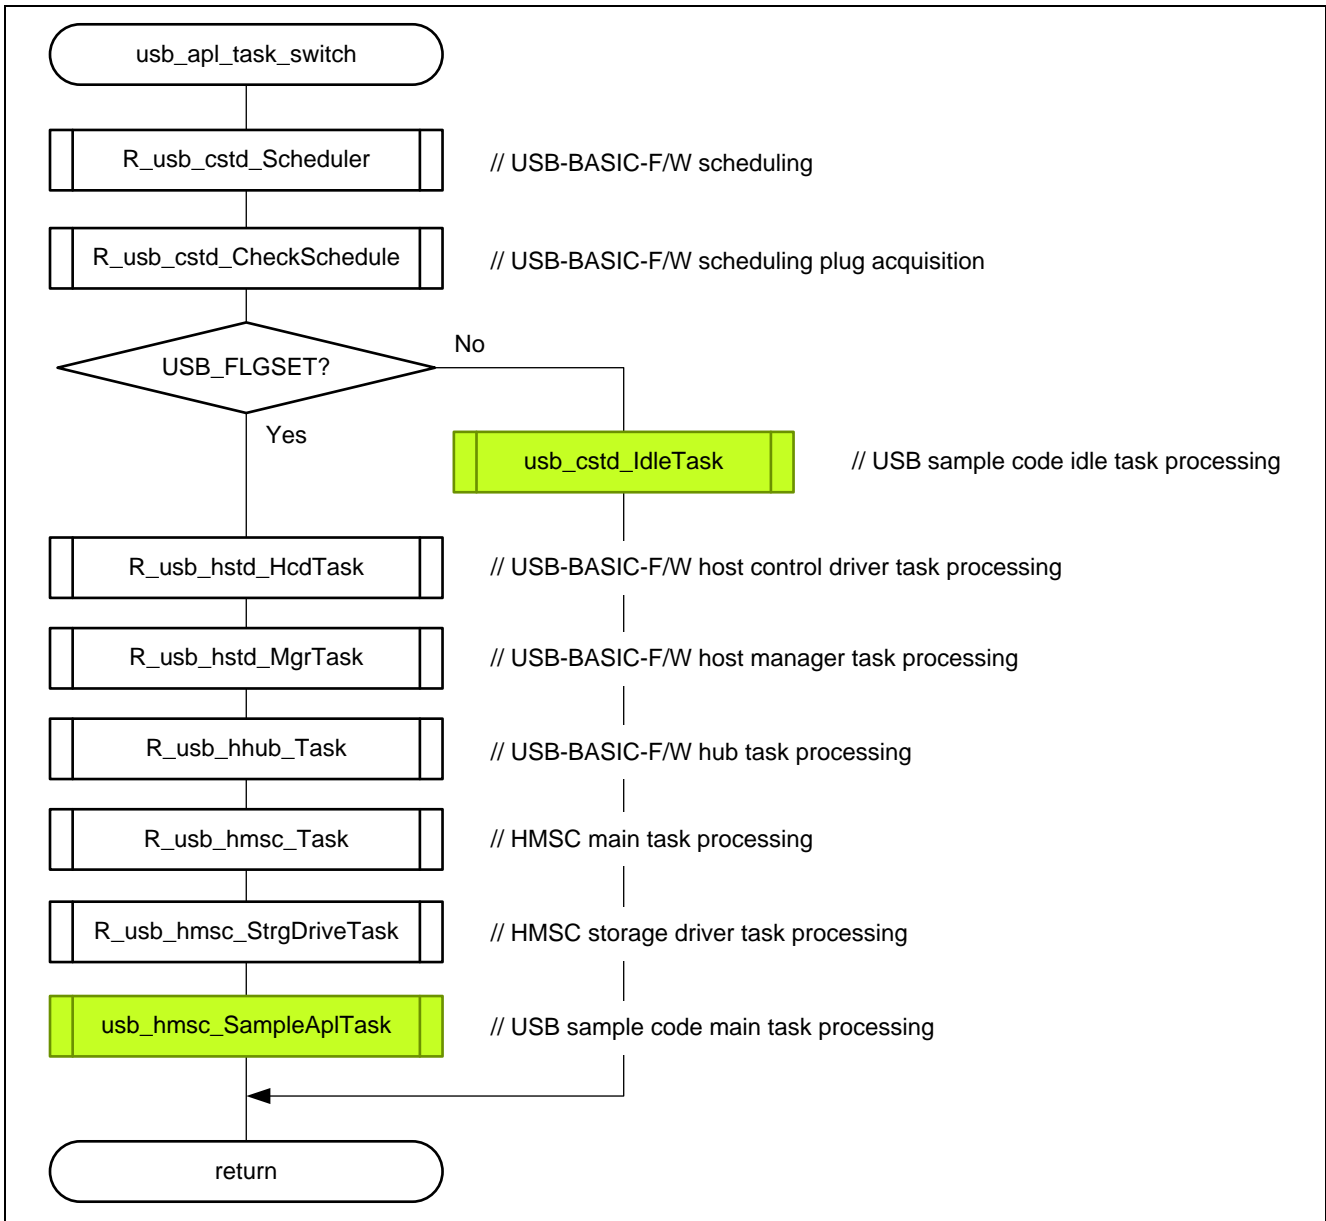 usb_apl_task_switch
R_usb_cstd_Scheduler
// USB-BASIC-F/W scheduling
R_usb_cstd_CheckSchedule
// USB-BASIC-F/W scheduling plug acquisition
USB_FLGSET?
No
Yes
usb_cstd_IdleTask
// USB sample code idle task processing
R_usb_hstd_HcdTask
// USB-BASIC-F/W host control driver task processing
R_usb_hstd_MgrTask
// USB-BASIC-F/W host manager task processing
R_usb_hhub_Task
// USB-BASIC-F/W hub task processing
R_usb_hmsc_Task
// HMSC main task processing
R_usb_hmsc_StrgDriveTask
// HMSC storage driver task processing
usb_hmsc_SampleAplTask
// USB sample code main task processing
return